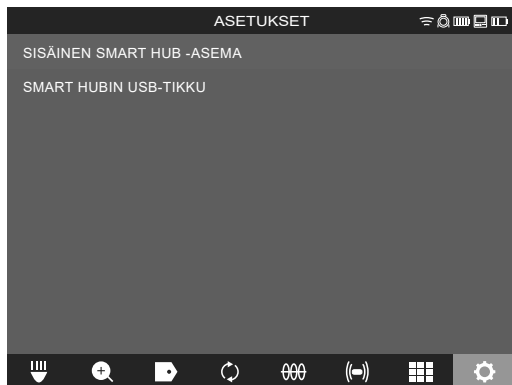 ASETUKSET
SISÄINEN SMART HUB -ASEMA
SMART HUBIN USB-TIKKU